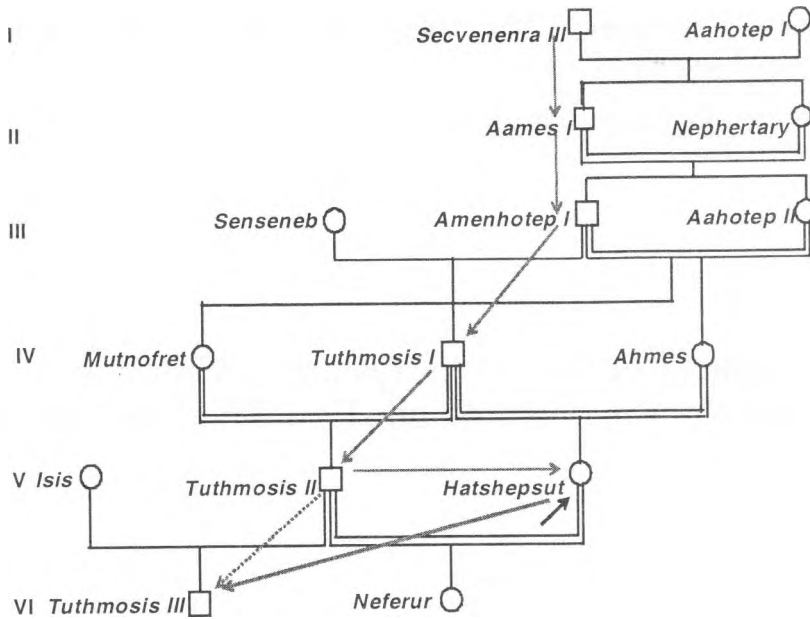 I Secvenenra III Aahotep I
II Aames I Nephertary
III Senseneb Amenhotep I Aahotep II
IV Mutnofret Tuthmosis I Ahmes
V Isis Tuthmosis II Hatshepsut
VI Tuthmosis III Neferur